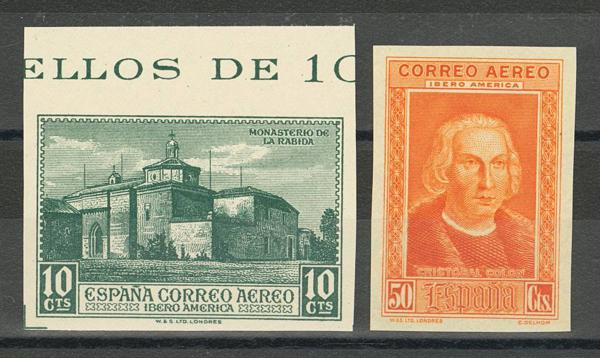 ELLOS DE 10
MONASTERIO DE
LA RABIDA
10 CTS
10 CTS
ESPAÑA CORREO AEREO
IBERO AMERICA
W. & S. LTD. LONDRES
CORREO AEREO
IBERO AMERICA
CRISTOBAL COLON
50 España Cts.
W. & S. LTD. LONDRES E. DELHOM